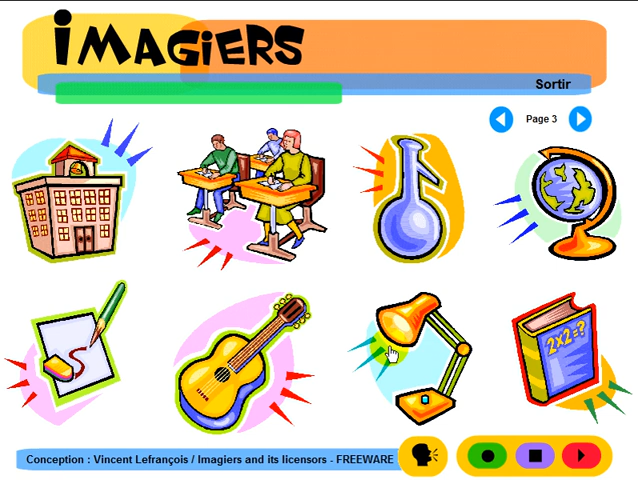 iMAGiERS
Sortir
Page 3
2x2=?
Conception : Vincent Lefrançois / Imagiers and its licensors - FREEWARE